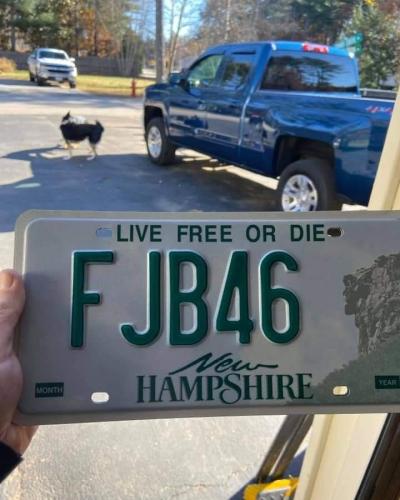 LIVE FREE OR DIE
FJB46
New
HAMPSHIRE
MONTH
YEAR